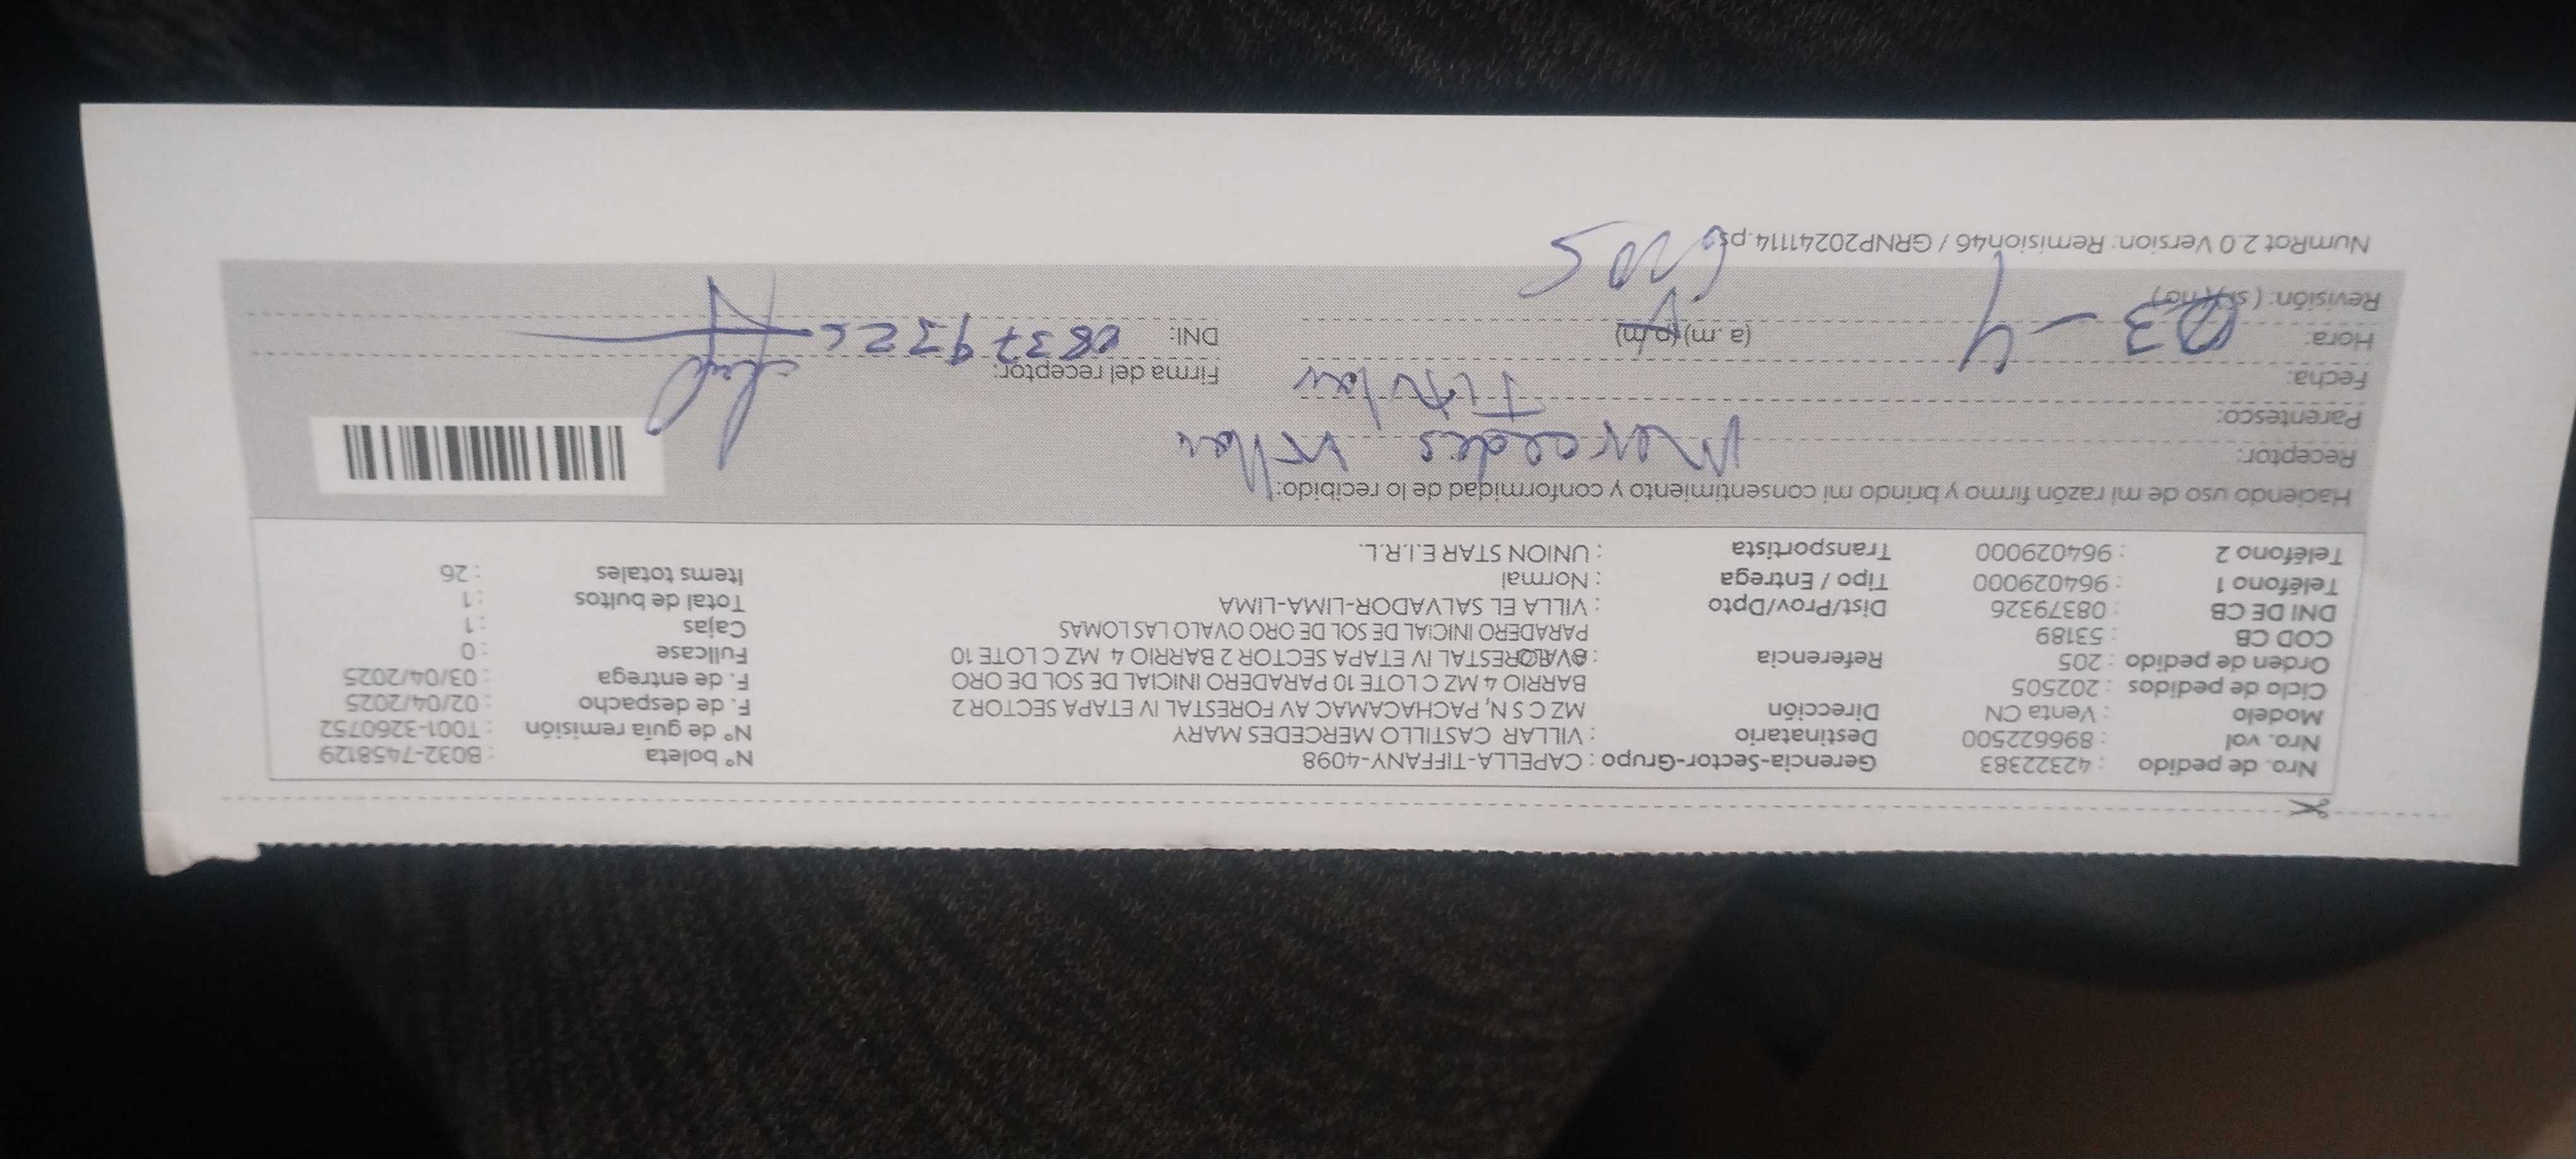 Nro. de pedido : 42322383 Gerencia-Sector-Grupo : CAPELLA-TIFFANY-4098 N° boleta : B032-7458129
Nro. vol : 896622500 Destinatario : VILLAR CASTILLO MERCEDES MARY N° de guía remisión : T001-3260752
Modelo : Venta CN Dirección MZ C S N, PACHACAMAC AV FORESTAL IV ETAPA SECTOR 2 F. de despacho : 02/04/2025
Ciclo de pedidos : 202505 BARRIO 4 MZ C LOTE 10 PARADERO INICIAL DE SOL DE ORO F. de entrega : 03/04/2025
Orden de pedido : 205 Referencia : FORESTAL IV ETAPA SECTOR 2 BARRIO 4 MZ C LOTE 10 Fullcase : 0
COD CB : 53189 PARADERO INICIAL DE SOL DE ORO OVALO LAS LOMAS Cajas : 1
DNI DE CB : 08379326 Dist/Prov/Dpto : VILLA EL SALVADOR-LIMA-LIMA Total de bultos : 1
Teléfono 1 : 964029000 Tipo / Entrega : Normal Items totales : 26
Teléfono 2 : 964029000 Transportista : UNION STAR E.I.R.L.
Haciendo uso de mi razón firmo y brindo mi consentimiento y conformidad de lo recibido:
Receptor: Mercedes Villar
Parentesco: Titular
Fecha: 03-4 Firma del receptor:
Hora: (a.m) (p.m) DNI: 08379326
Revisión: ( si / no )
NumRot 2.0 Version: Remision46 / GRNP20241114.ps